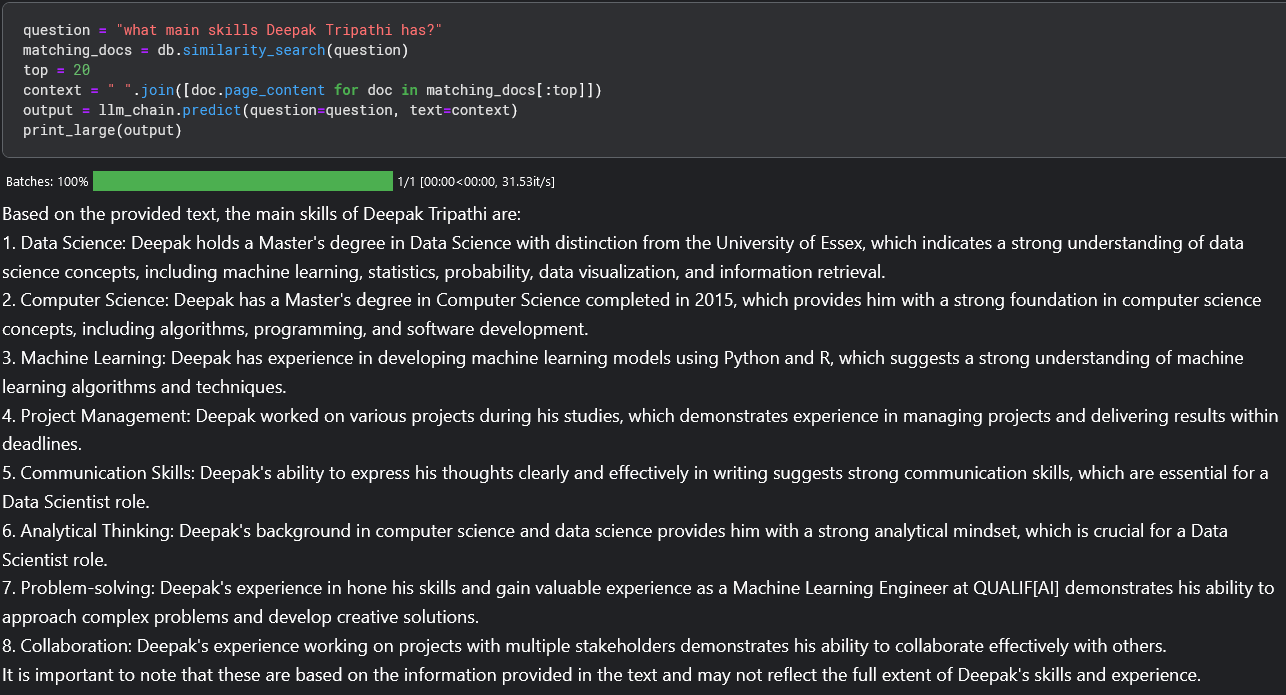 question = "what main skills Deepak Tripathi has?"
matching_docs = db.similarity_search(question)
top = 20
context = " ".join([doc.page_content for doc in matching_docs[:top]])
output = llm_chain.predict(question=question, text=context)
print_large(output)
Batches: 100% 1/1 [00:00<00:00, 31.53it/s]
Based on the provided text, the main skills of Deepak Tripathi are:
1. Data Science: Deepak holds a Master's degree in Data Science with distinction from the University of Essex, which indicates a strong understanding of data
science concepts, including machine learning, statistics, probability, data visualization, and information retrieval.
2. Computer Science: Deepak has a Master's degree in Computer Science completed in 2015, which provides him with a strong foundation in computer science
concepts, including algorithms, programming, and software development.
3. Machine Learning: Deepak has experience in developing machine learning models using Python and R, which suggests a strong understanding of machine
learning algorithms and techniques.
4. Project Management: Deepak worked on various projects during his studies, which demonstrates experience in managing projects and delivering results within
deadlines.
5. Communication Skills: Deepak's ability to express his thoughts clearly and effectively in writing suggests strong communication skills, which are essential for a
Data Scientist role.
6. Analytical Thinking: Deepak's background in computer science and data science provides him with a strong analytical mindset, which is crucial for a Data
Scientist role.
7. Problem-solving: Deepak's experience in hone his skills and gain valuable experience as a Machine Learning Engineer at QUALIF[AI] demonstrates his ability to
approach complex problems and develop creative solutions.
8. Collaboration: Deepak's experience working on projects with multiple stakeholders demonstrates his ability to collaborate effectively with others.
It is important to note that these are based on the information provided in the text and may not reflect the full extent of Deepak's skills and experience.